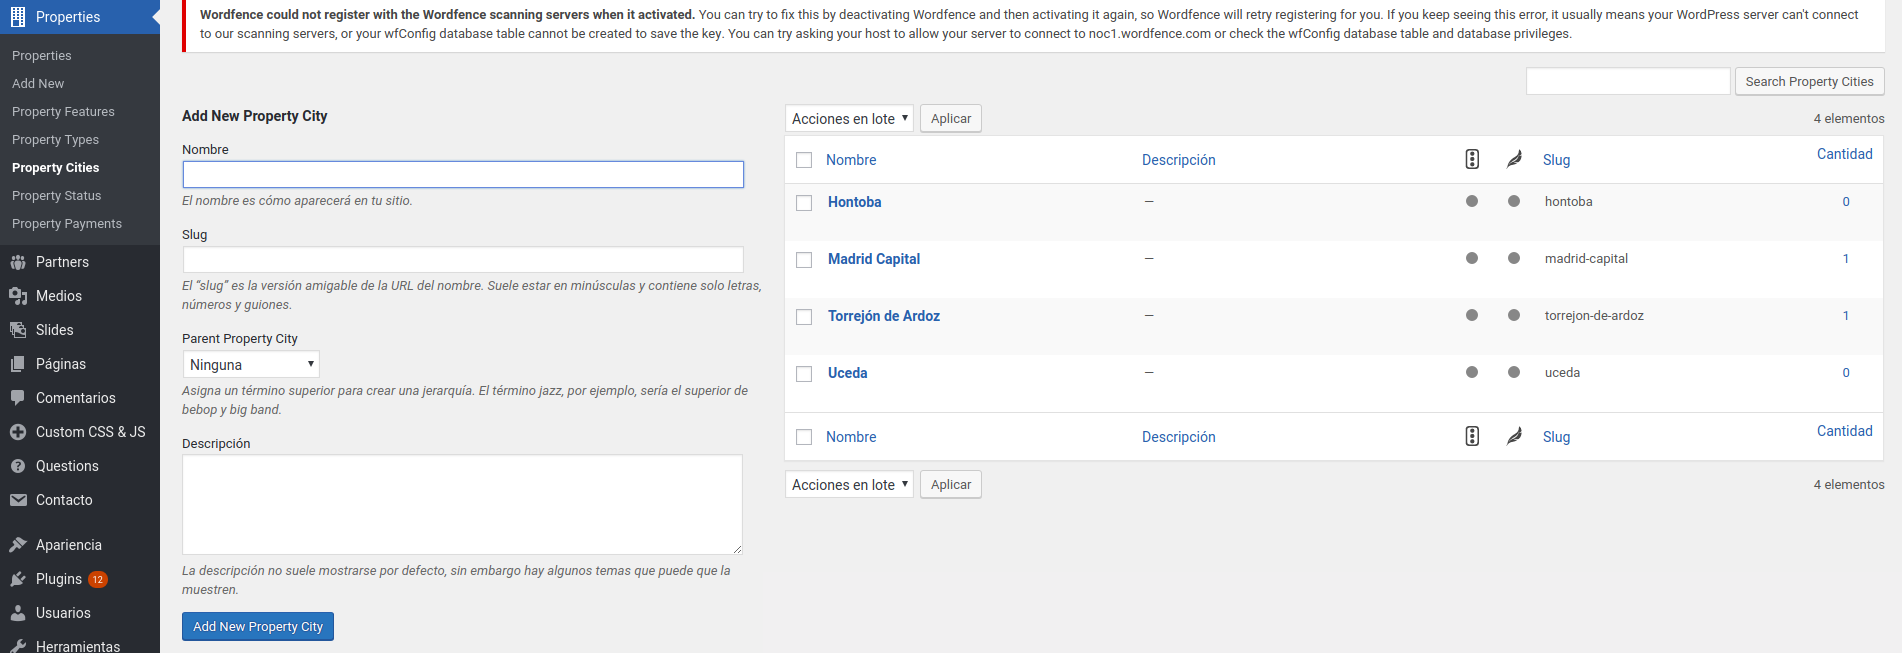 Properties
Properties
Add New
Property Features
Property Types
Property Cities
Property Status
Property Payments
Partners
Medios
Slides
Páginas
Comentarios
Custom CSS & JS
Questions
Contacto
Apariencia
Plugins 12
Usuarios
Herramientas
Wordfence could not register with the Wordfence scanning servers when it activated. You can try to fix this by deactivating Wordfence and then activating it again, so Wordfence will retry registering for you. If you keep seeing this error, it usually means your WordPress server can't connect
to our scanning servers, or your wfConfig database table cannot be created to save the key. You can try asking your host to allow your server to connect to noc1.wordfence.com or check the wfConfig database table and database privileges.
Search Property Cities
Add New Property City
Nombre
El nombre es cómo aparecerá en tu sitio.
Slug
El “slug” es la versión amigable de la URL del nombre. Suele estar en minúsculas y contiene solo letras,
números y guiones.
Parent Property City
Ninguna
Asigna un término superior para crear una jerarquía. El término jazz, por ejemplo, sería el superior de
bebop y big band.
Descripción
La descripción no suele mostrarse por defecto, sin embargo hay algunos temas que puede que la
muestren.
Add New Property City
Acciones en lote Aplicar 4 elementos
Nombre Descripción Slug Cantidad
Hontoba — hontoba 0
Madrid Capital — madrid-capital 1
Torrejón de Ardoz — torrejon-de-ardoz 1
Uceda — uceda 0
Nombre Descripción Slug Cantidad
Acciones en lote Aplicar 4 elementos